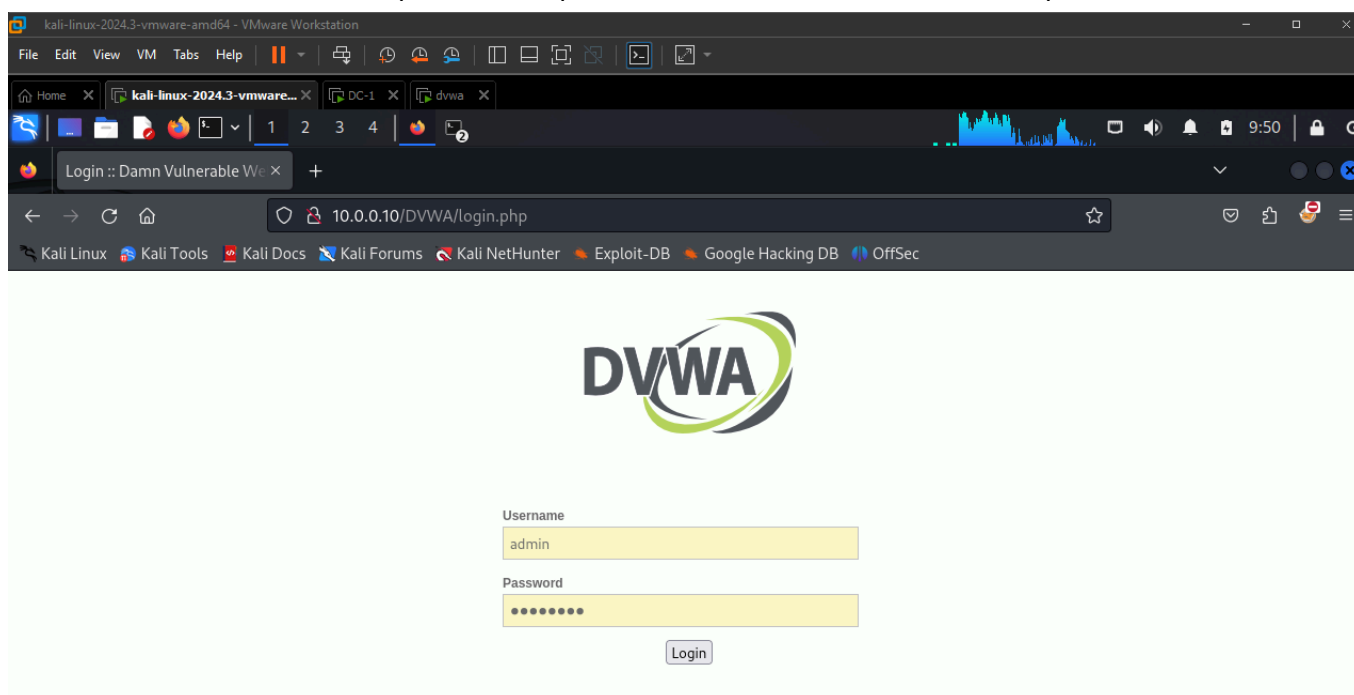 kali-linux-2024.3-vmware-amd64 - VMware Workstation
File Edit View VM Tabs Help
Home kali-linux-2024.3-vmware... DC-1 dvwa
1 2 3 4 9:50
Login :: Damn Vulnerable We
10.0.0.10/DVWA/login.php
Kali Linux Kali Tools Kali Docs Kali Forums Kali NetHunter Exploit-DB Google Hacking DB OffSec
DVWA
Username
admin
Password
••••••••
Login